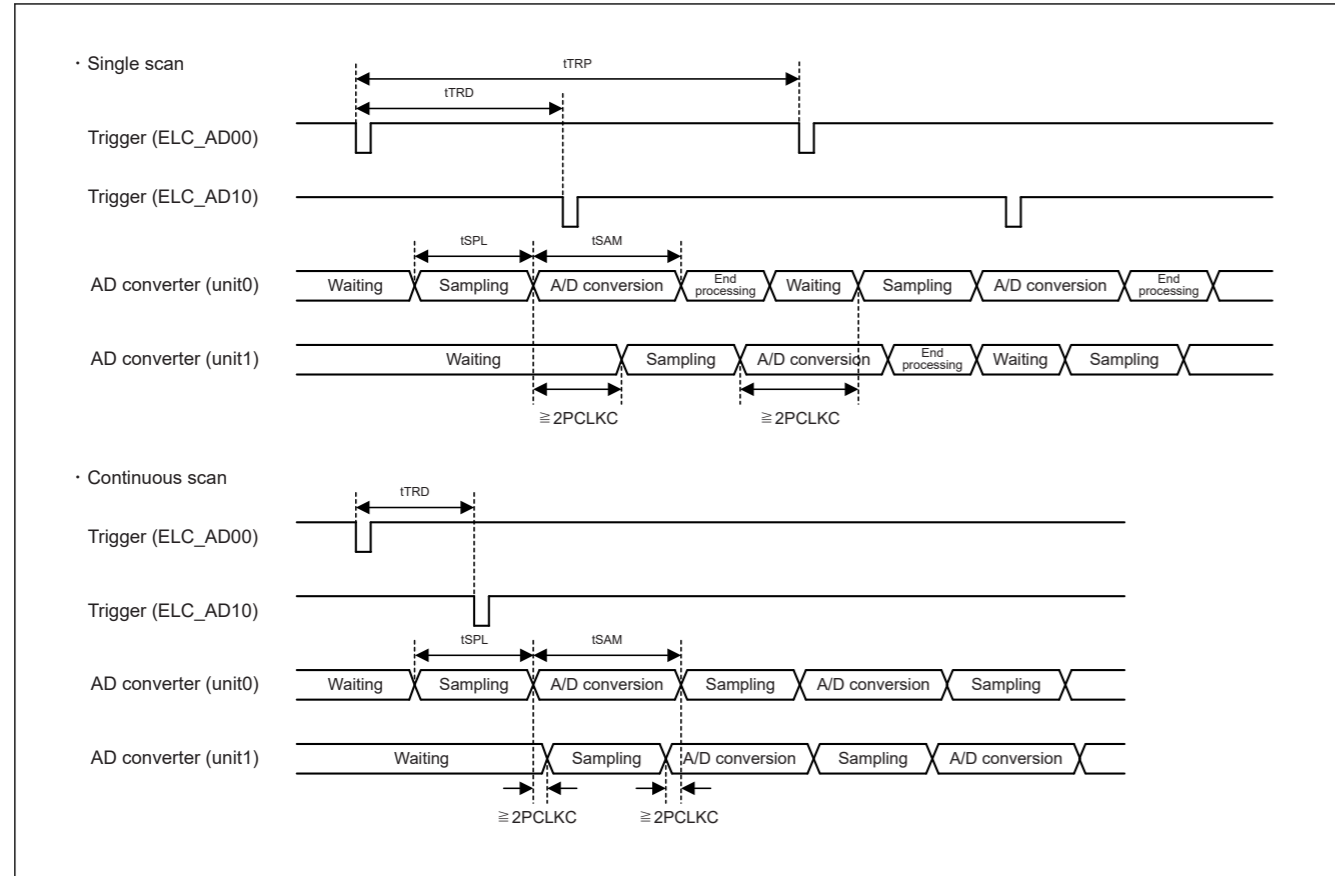 · Single scan
tTRP
tTRD
Trigger (ELC_AD00)
Trigger (ELC_AD10)
tSPL tSAM
AD converter (unit0) Waiting Sampling A/D conversion End processing Waiting Sampling A/D conversion End processing
AD converter (unit1) Waiting Sampling A/D conversion End processing Waiting Sampling
≧2PCLKC ≧2PCLKC
· Continuous scan
tTRD
Trigger (ELC_AD00)
Trigger (ELC_AD10)
tSPL tSAM
AD converter (unit0) Waiting Sampling A/D conversion Sampling A/D conversion Sampling
AD converter (unit1) Waiting Sampling A/D conversion Sampling A/D conversion
≧2PCLKC ≧2PCLKC